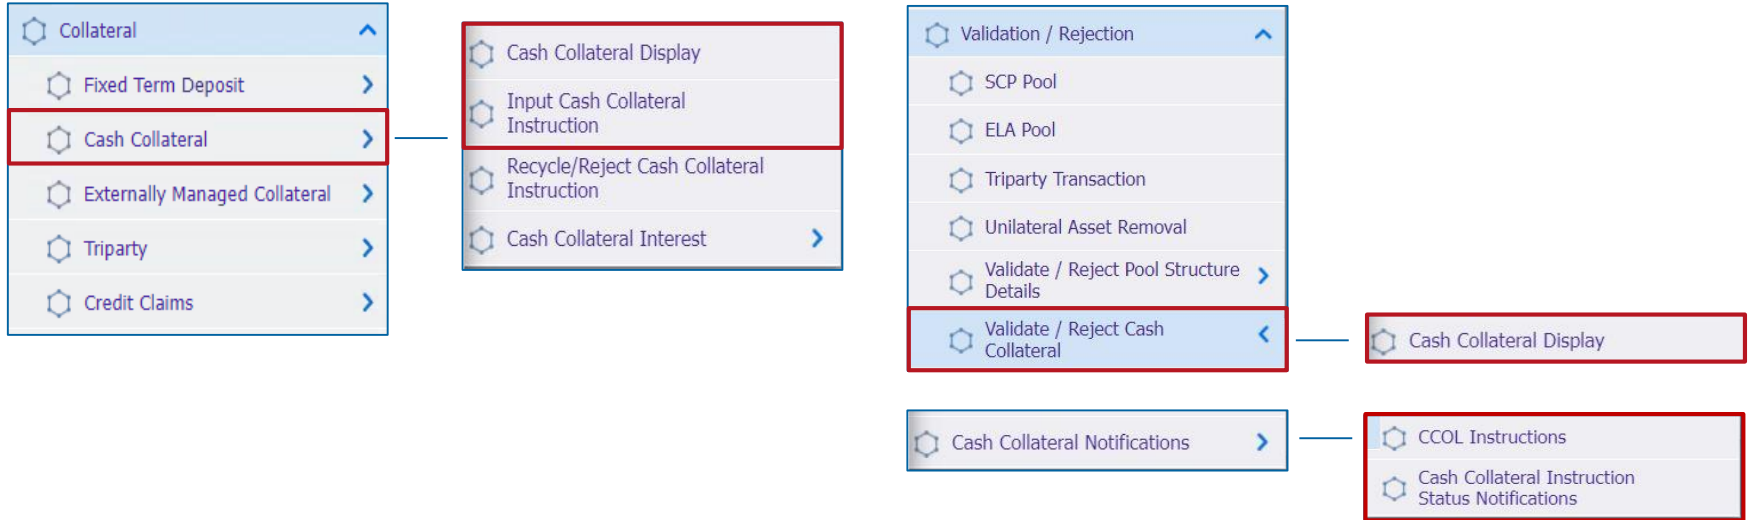 Collateral
Fixed Term Deposit
Cash Collateral
Externally Managed Collateral
Triparty
Credit Claims
Cash Collateral Display
Input Cash Collateral
Instruction
Recycle/Reject Cash Collateral
Instruction
Cash Collateral Interest
Validation / Rejection
SCP Pool
ELA Pool
Triparty Transaction
Unilateral Asset Removal
Validate / Reject Pool Structure
Details
Validate / Reject Cash
Collateral
Cash Collateral Display
Cash Collateral Notifications
CCOL Instructions
Cash Collateral Instruction
Status Notifications